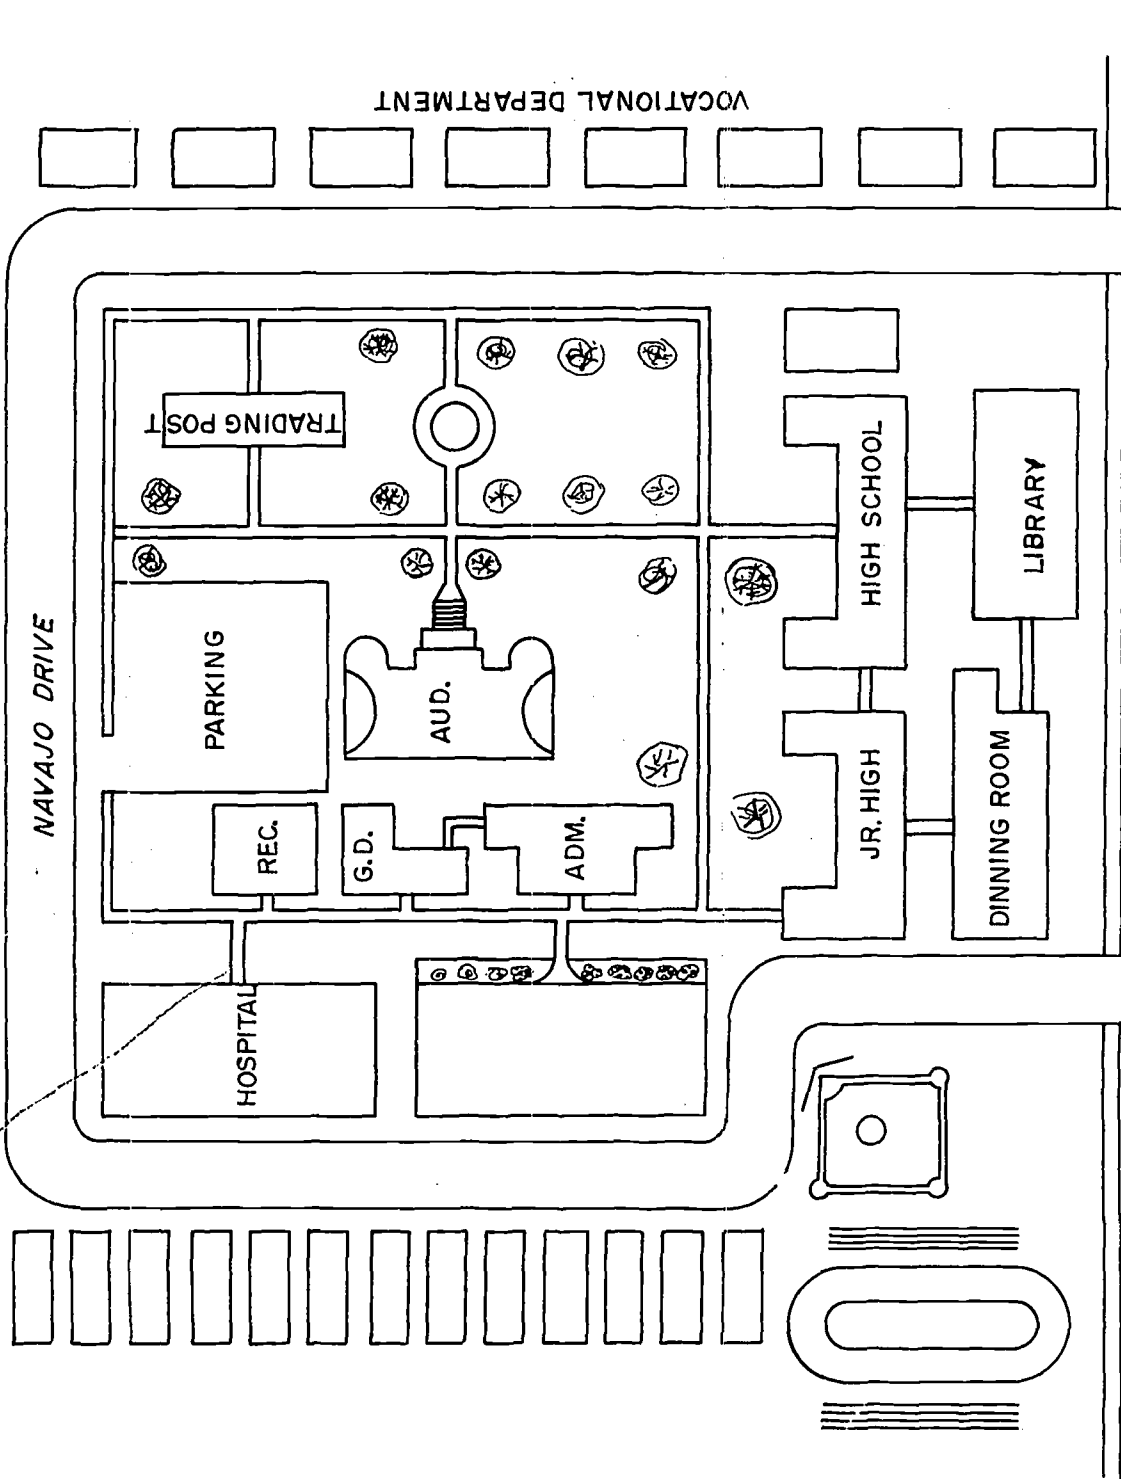 VOCATIONAL DEPARTMENT
TRADING POST
HIGH SCHOOL
LIBRARY
NAVAJO DRIVE
PARKING
AUD.
REC.
G.D.
ADM.
JR. HIGH
DINNING ROOM
HOSPITAL